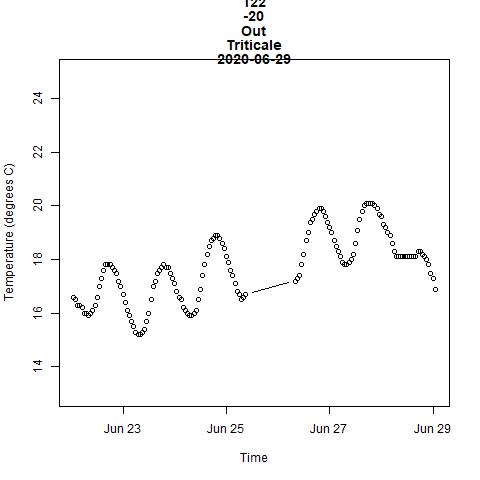 122
-20
Out
Triticale
2020-06-29
Temperature (degrees C)
24
22
20
18
16
14
Jun 23
Jun 25
Jun 27
Jun 29
Time